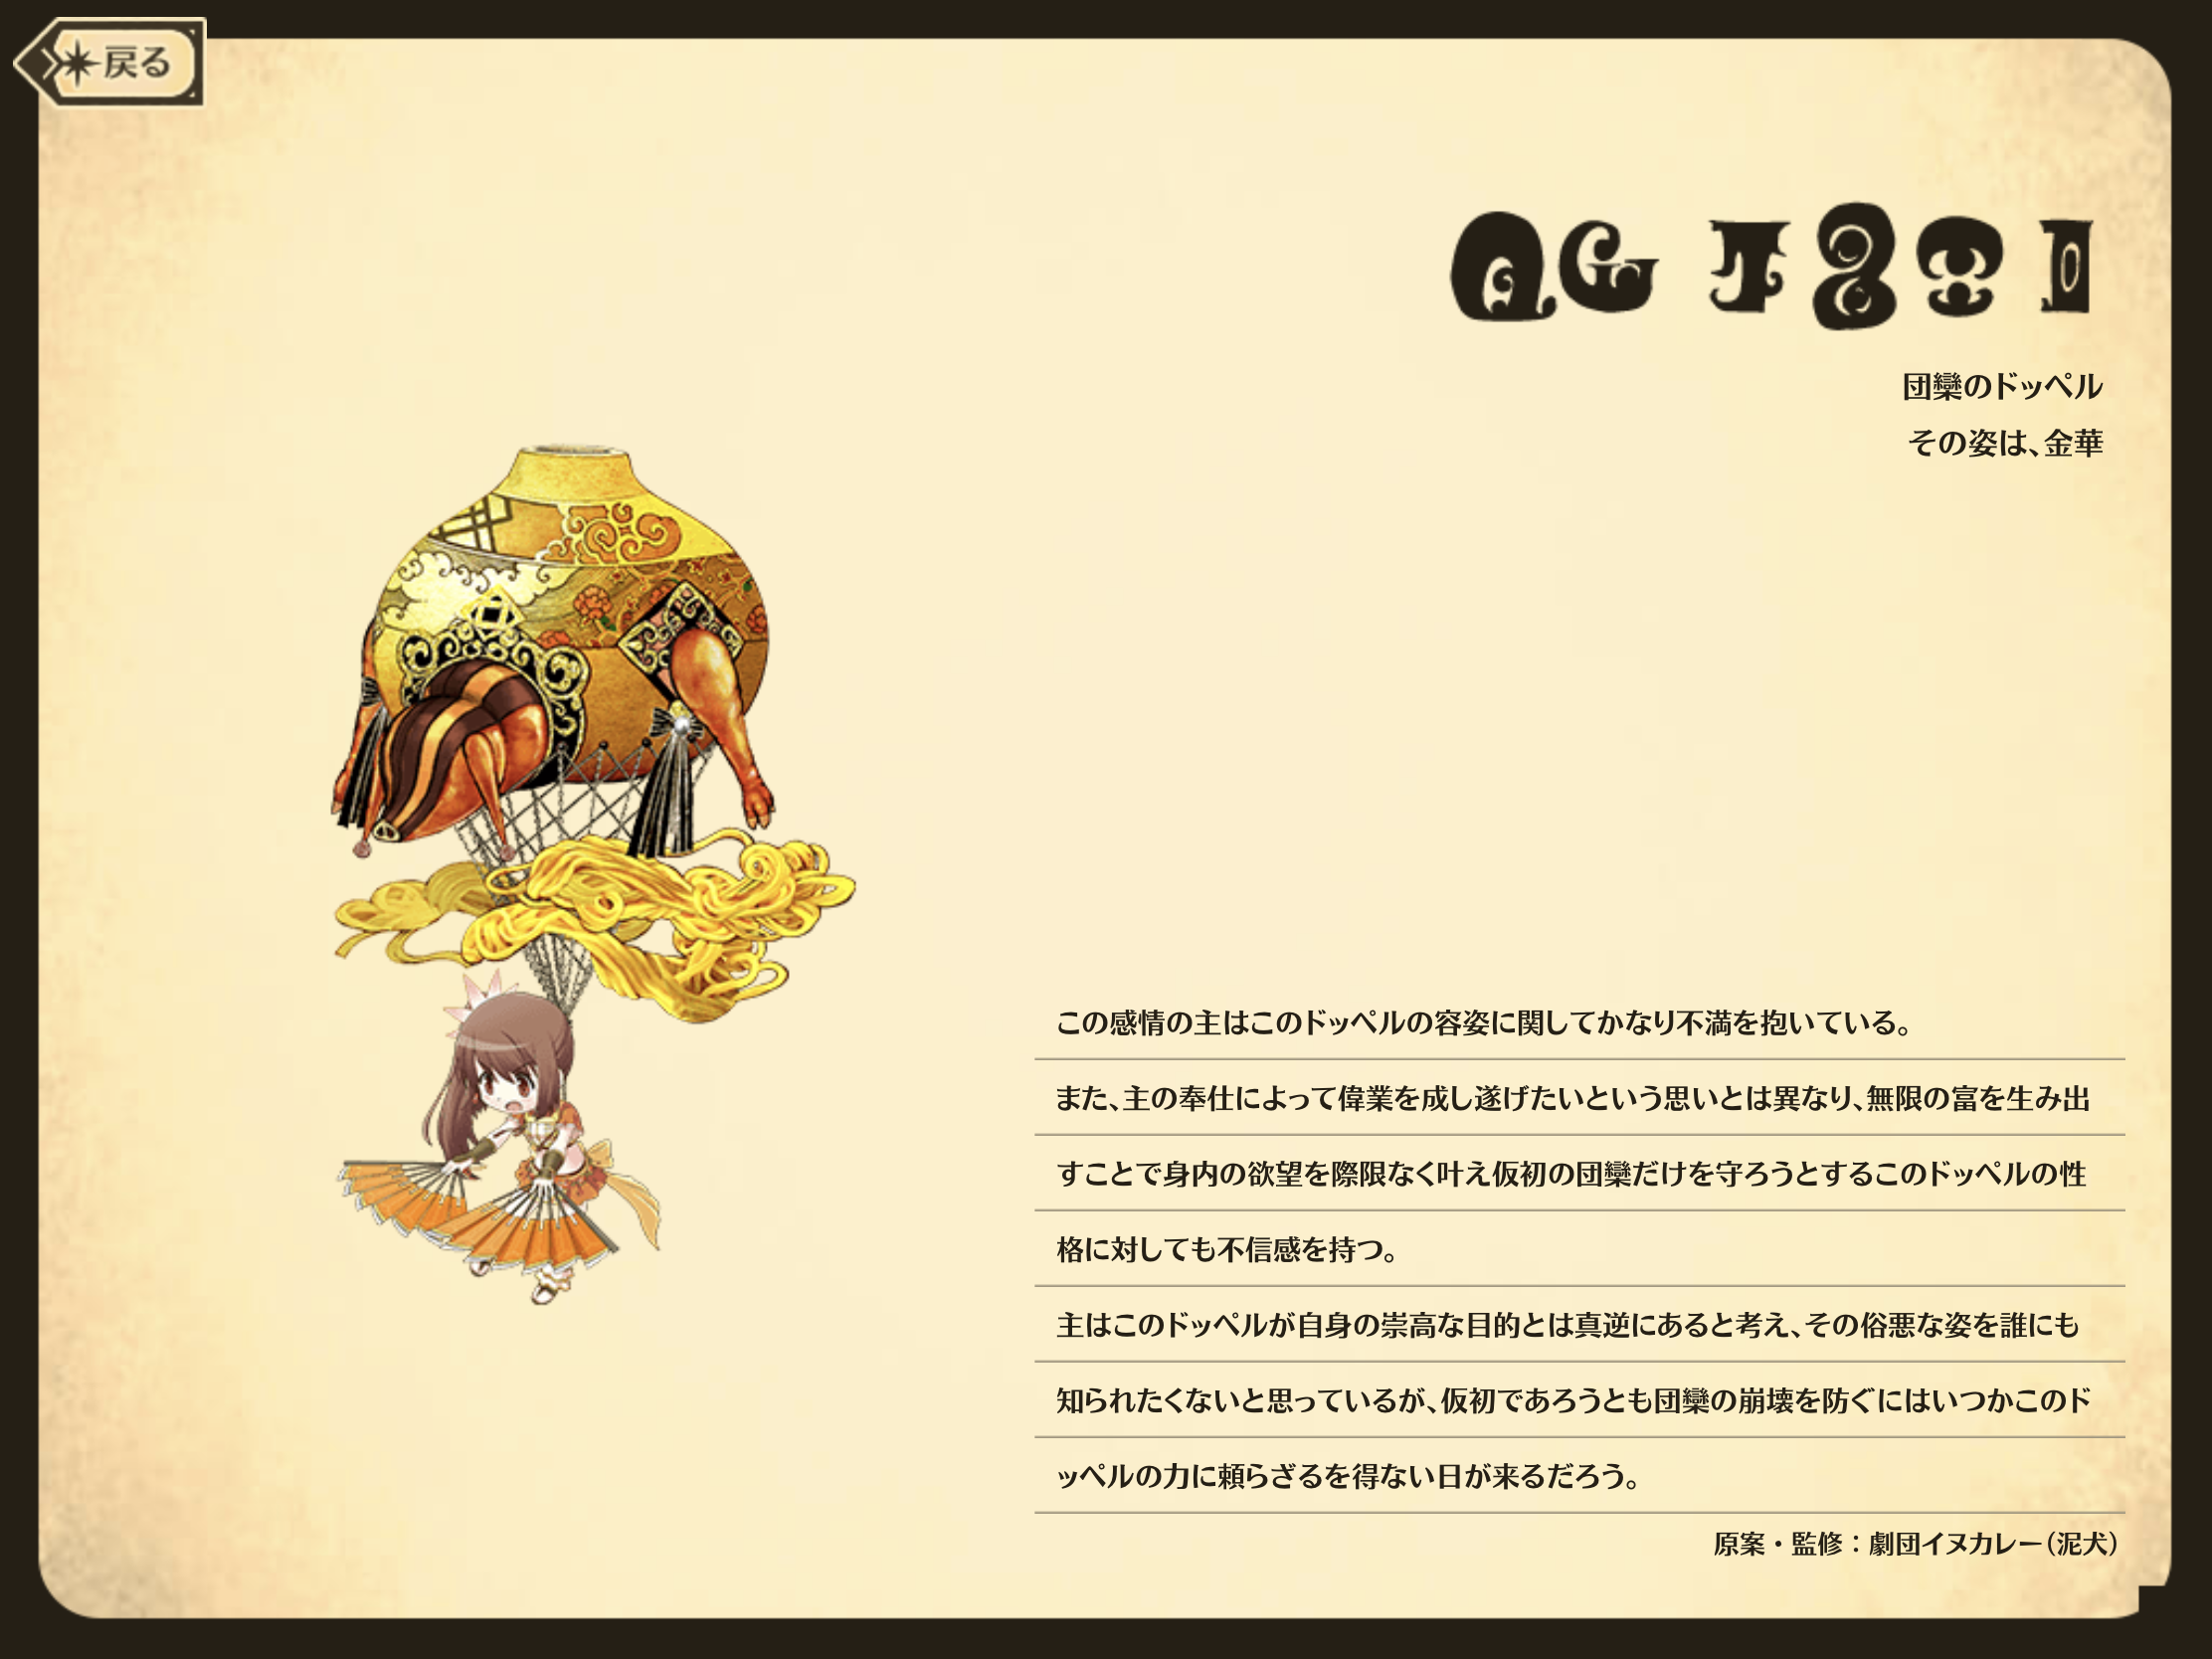 戻る
団欒のドッペル
その姿は、金華
この感情の主はこのドッペルの容姿に関してかなり不満を抱いている。
また、主の奉仕によって偉業を成し遂げたいという思いとは異なり、無限の富を生み出
すことで身内の欲望を際限なく叶え仮初の団欒だけを守ろうとするこのドッペルの性
格に対しても不信感を持つ。
主はこのドッペルが自身の崇高な目的とは真逆にあると考え、その俗悪な姿を誰にも
知られたくないと思っているが、仮初であろうとも団欒の崩壊を防ぐにはいつかこのド
ッペルの力に頼らざるを得ない日が来るだろう。
原案・監修：劇団イヌカレー（泥犬）